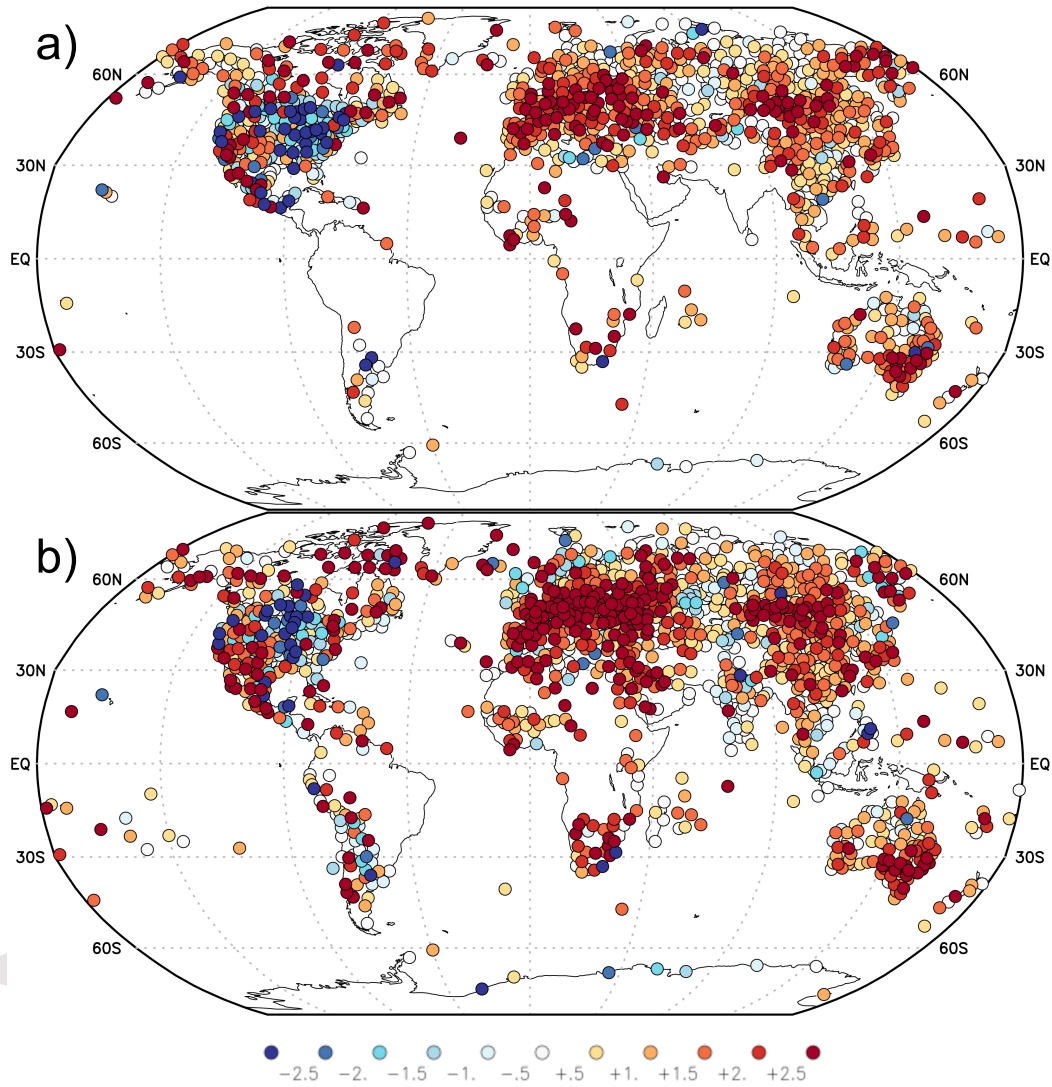 a)
60N
30N 30N
EQ EQ
30S 30S
60S 60S
b)
60N 60N
30N 30N
EQ EQ
30S 30S
60S 60S
-2.5 -2. -1.5 -1. -.5 +.5 +1. +1.5 +2. +2.5